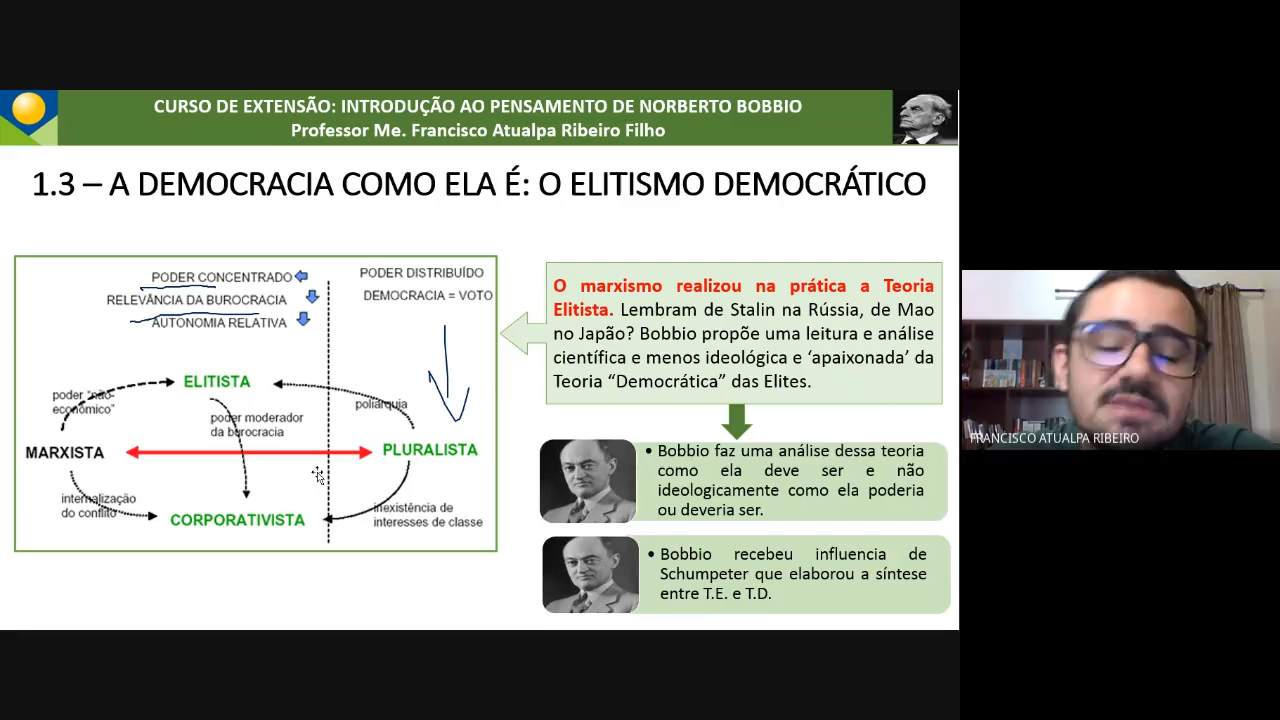 CURSO DE EXTENSÃO: INTRODUÇÃO AO PENSAMENTO DE NORBERTO BOBBIO
Professor Me. Francisco Atualpa Ribeiro Filho
1.3 – A DEMOCRACIA COMO ELA É: O ELITISMO DEMOCRÁTICO
PODER CONCENTRADO
RELEVÂNCIA DA BUROCRACIA
AUTONOMIA RELATIVA
PODER DISTRIBUÍDO
DEMOCRACIA = VOTO
ELITISTA
poder "não-
econômico"
poder moderador
da burocracia
poliarquia
MARXISTA
PLURALISTA
internalização
do conflito
CORPORATIVISTA
inexistência de
interesses de classe
O marxismo realizou na prática a Teoria
Elitista. Lembram de Stalin na Rússia, de Mao
no Japão? Bobbio propõe uma leitura e análise
científica e menos ideológica e ‘apaixonada’ da
Teoria “Democrática” das Elites.
• Bobbio faz uma análise dessa teoria
como ela deve ser e não
ideologicamente como ela poderia
ou deveria ser.
• Bobbio recebeu influencia de
Schumpeter que elaborou a síntese
entre T.E. e T.D.
FRANCISCO ATUALPA RIBEIRO